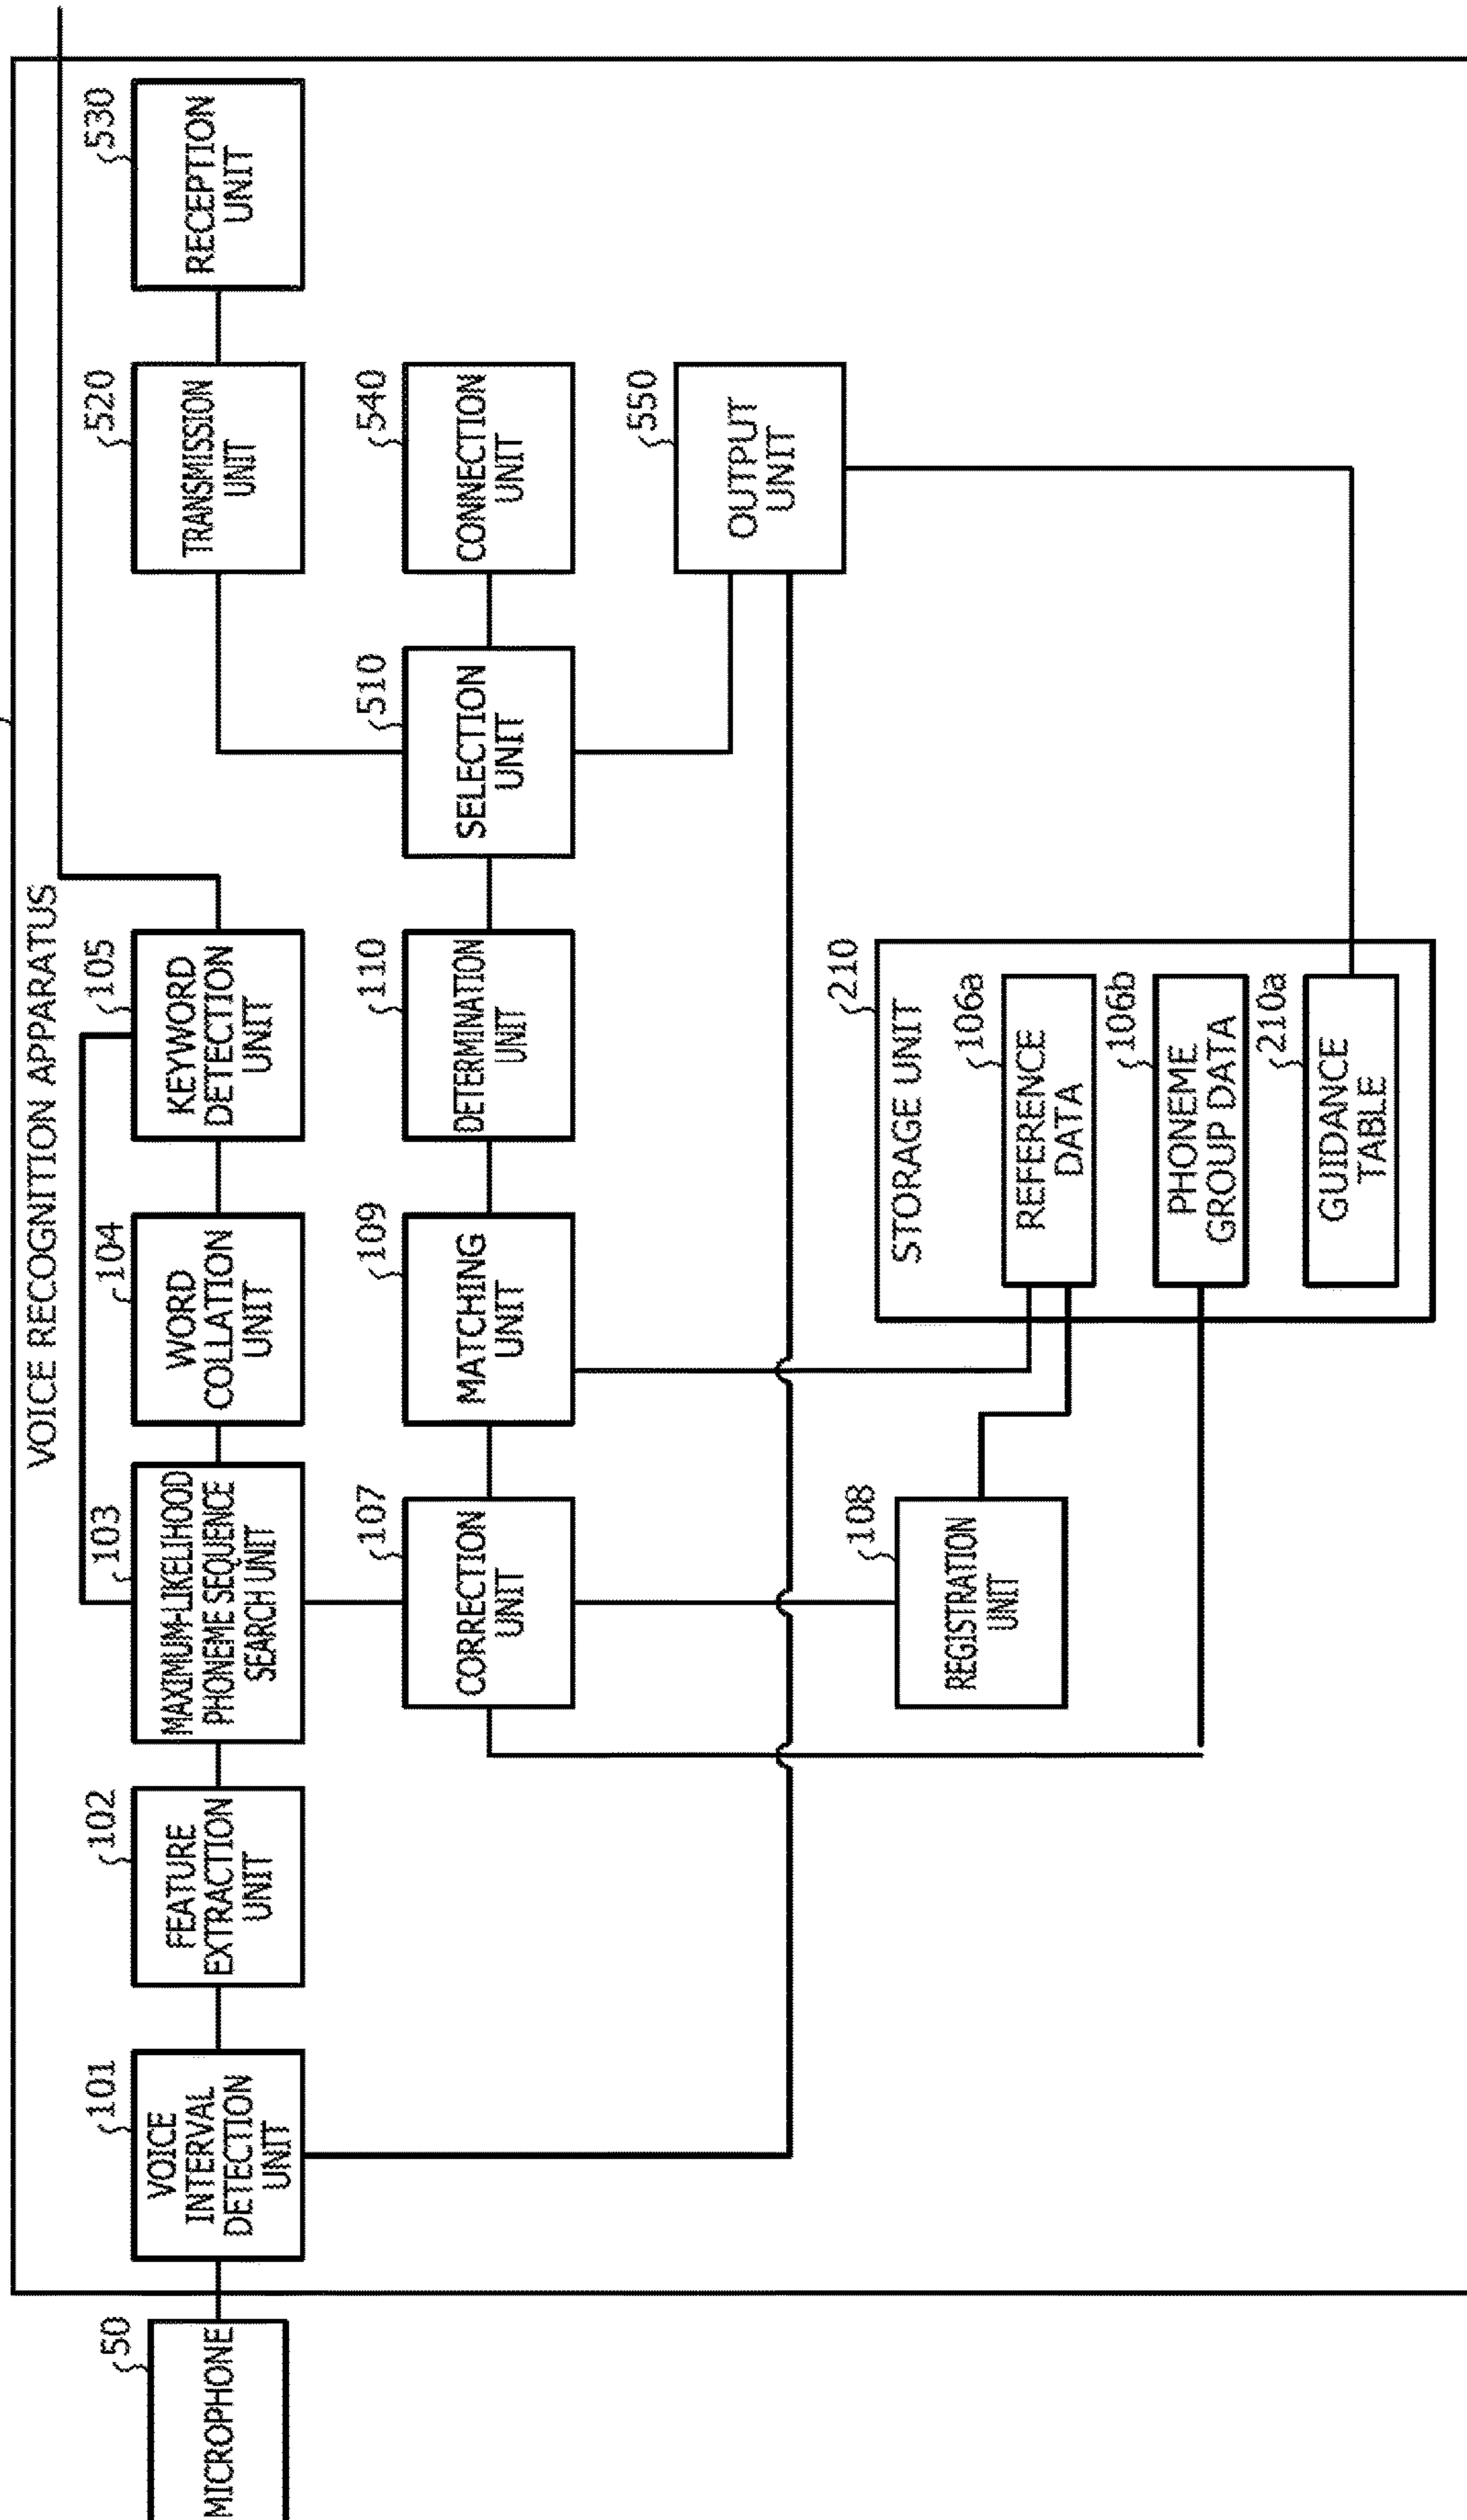 VOICE RECOGNITION APPARATUS
50
MICROPHONE
101
VOICE
INTERVAL
DETECTION
UNIT
102
FEATURE
EXTRACTION
UNIT
103
MAXIMUM-LIKELIHOOD
PHONEME SEQUENCE
SEARCH UNIT
104
WORD
COLLATION
UNIT
105
KEYWORD
DETECTION
UNIT
520
TRANSMISSION
UNIT
530
RECEPTION
UNIT
107
CORRECTION
UNIT
109
MATCHING
UNIT
110
DETERMINATION
UNIT
510
SELECTION
UNIT
540
CONNECTION
UNIT
550
OUTPUT
UNIT
108
REGISTRATION
UNIT
210
STORAGE UNIT
106a
REFERENCE
DATA
106b
PHONEME
GROUP DATA
210a
GUIDANCE
TABLE